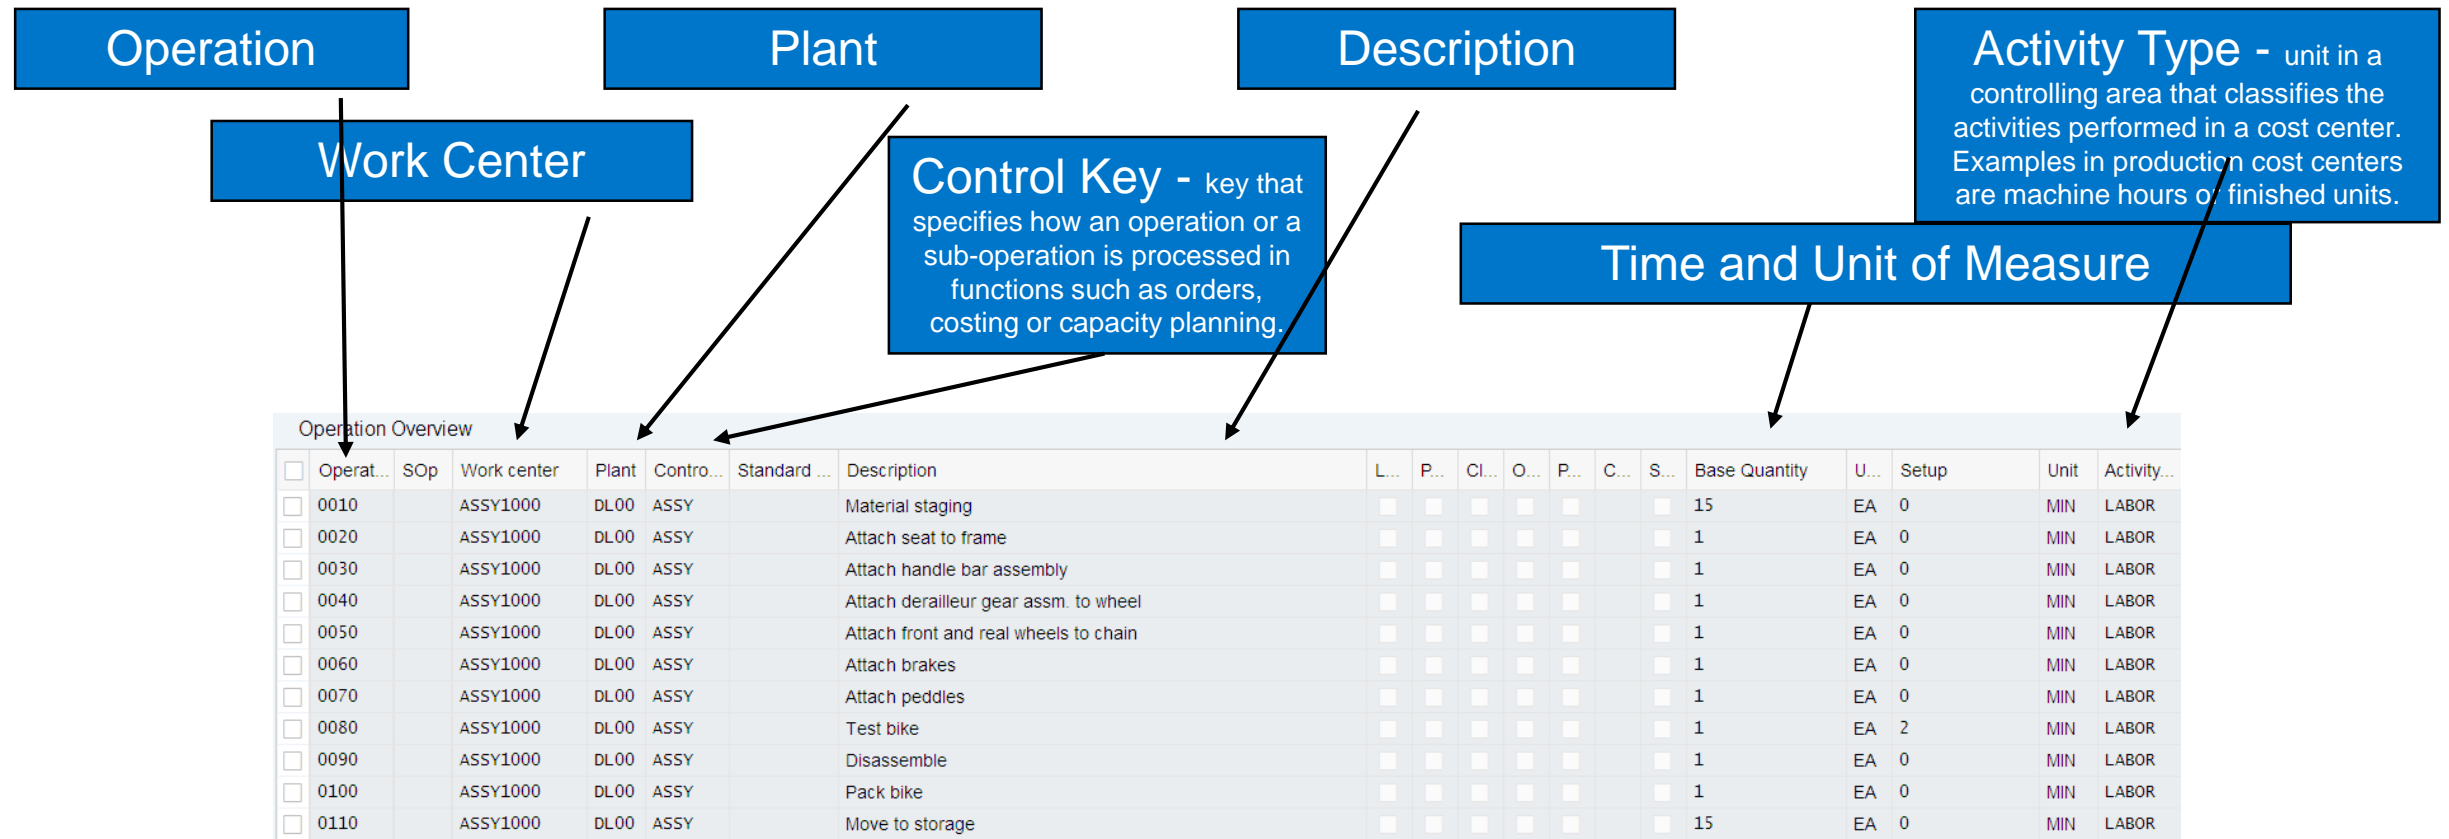 Operation
Plant
Description
Activity Type - unit in a
controlling area that classifies the
activities performed in a cost center.
Examples in production cost centers
are machine hours or finished units.
Work Center
Control Key - key that
specifies how an operation or a
sub-operation is processed in
functions such as orders,
costing or capacity planning.
Time and Unit of Measure
Operation Overview
Operat... SOp Work center Plant Contro... Standard ... Description L... P... Cl... O... P... C... S... Base Quantity U... Setup Unit Activity...
0010 ASSY1000 DL00 ASSY Material staging 15 EA 0 MIN LABOR
0020 ASSY1000 DL00 ASSY Attach seat to frame 1 EA 0 MIN LABOR
0030 ASSY1000 DL00 ASSY Attach handle bar assembly 1 EA 0 MIN LABOR
0040 ASSY1000 DL00 ASSY Attach derailleur gear assm. to wheel 1 EA 0 MIN LABOR
0050 ASSY1000 DL00 ASSY Attach front and real wheels to chain 1 EA 0 MIN LABOR
0060 ASSY1000 DL00 ASSY Attach brakes 1 EA 0 MIN LABOR
0070 ASSY1000 DL00 ASSY Attach peddles 1 EA 0 MIN LABOR
0080 ASSY1000 DL00 ASSY Test bike 1 EA 2 MIN LABOR
0090 ASSY1000 DL00 ASSY Disassemble 1 EA 0 MIN LABOR
0100 ASSY1000 DL00 ASSY Pack bike 1 EA 0 MIN LABOR
0110 ASSY1000 DL00 ASSY Move to storage 15 EA 0 MIN LABOR